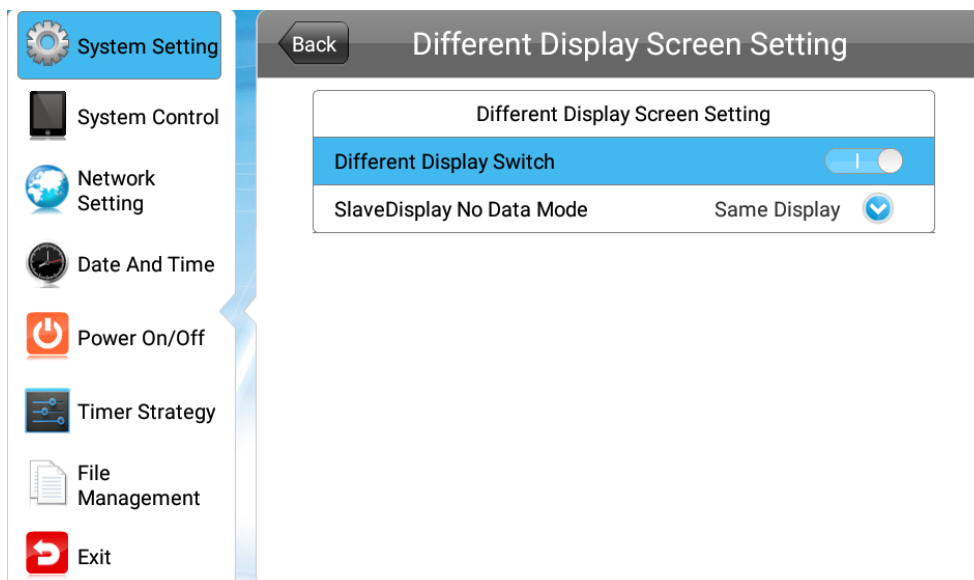 System Setting
System Control
Network
Setting
Date And Time
Power On/Off
Timer Strategy
File
Management
Exit
Back
Different Display Screen Setting
Different Display Screen Setting
Different Display Switch
SlaveDisplay No Data Mode Same Display